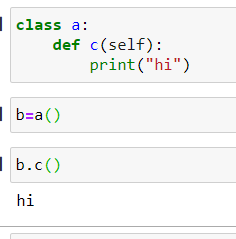 class a:
    def c(self):
        print("hi")
b=a()
b.c()
hi